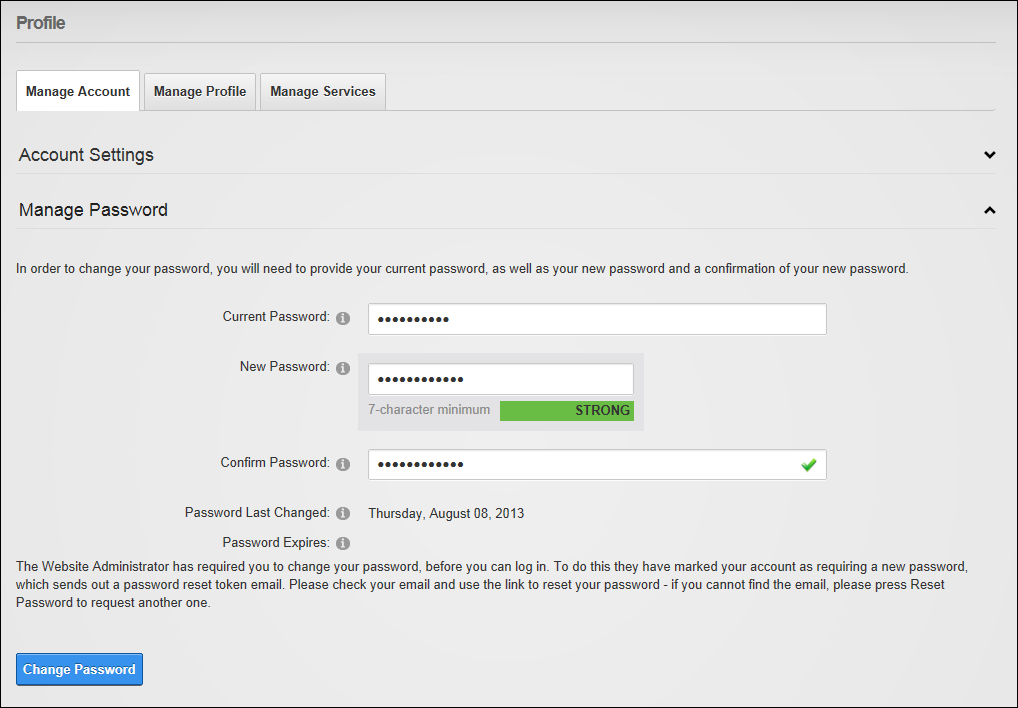 Profile
Manage Account
Manage Profile
Manage Services
Account Settings
Manage Password
In order to change your password, you will need to provide your current password, as well as your new password and a confirmation of your new password.
Current Password:
••••••••••
New Password:
••••••••••••
7-character minimum
STRONG
Confirm Password:
••••••••••••
Password Last Changed:
Thursday, August 08, 2013
Password Expires:
The Website Administrator has required you to change your password, before you can log in. To do this they have marked your account as requiring a new password,
which sends out a password reset token email. Please check your email and use the link to reset your password - if you cannot find the email, please press Reset
Password to request another one.
Change Password